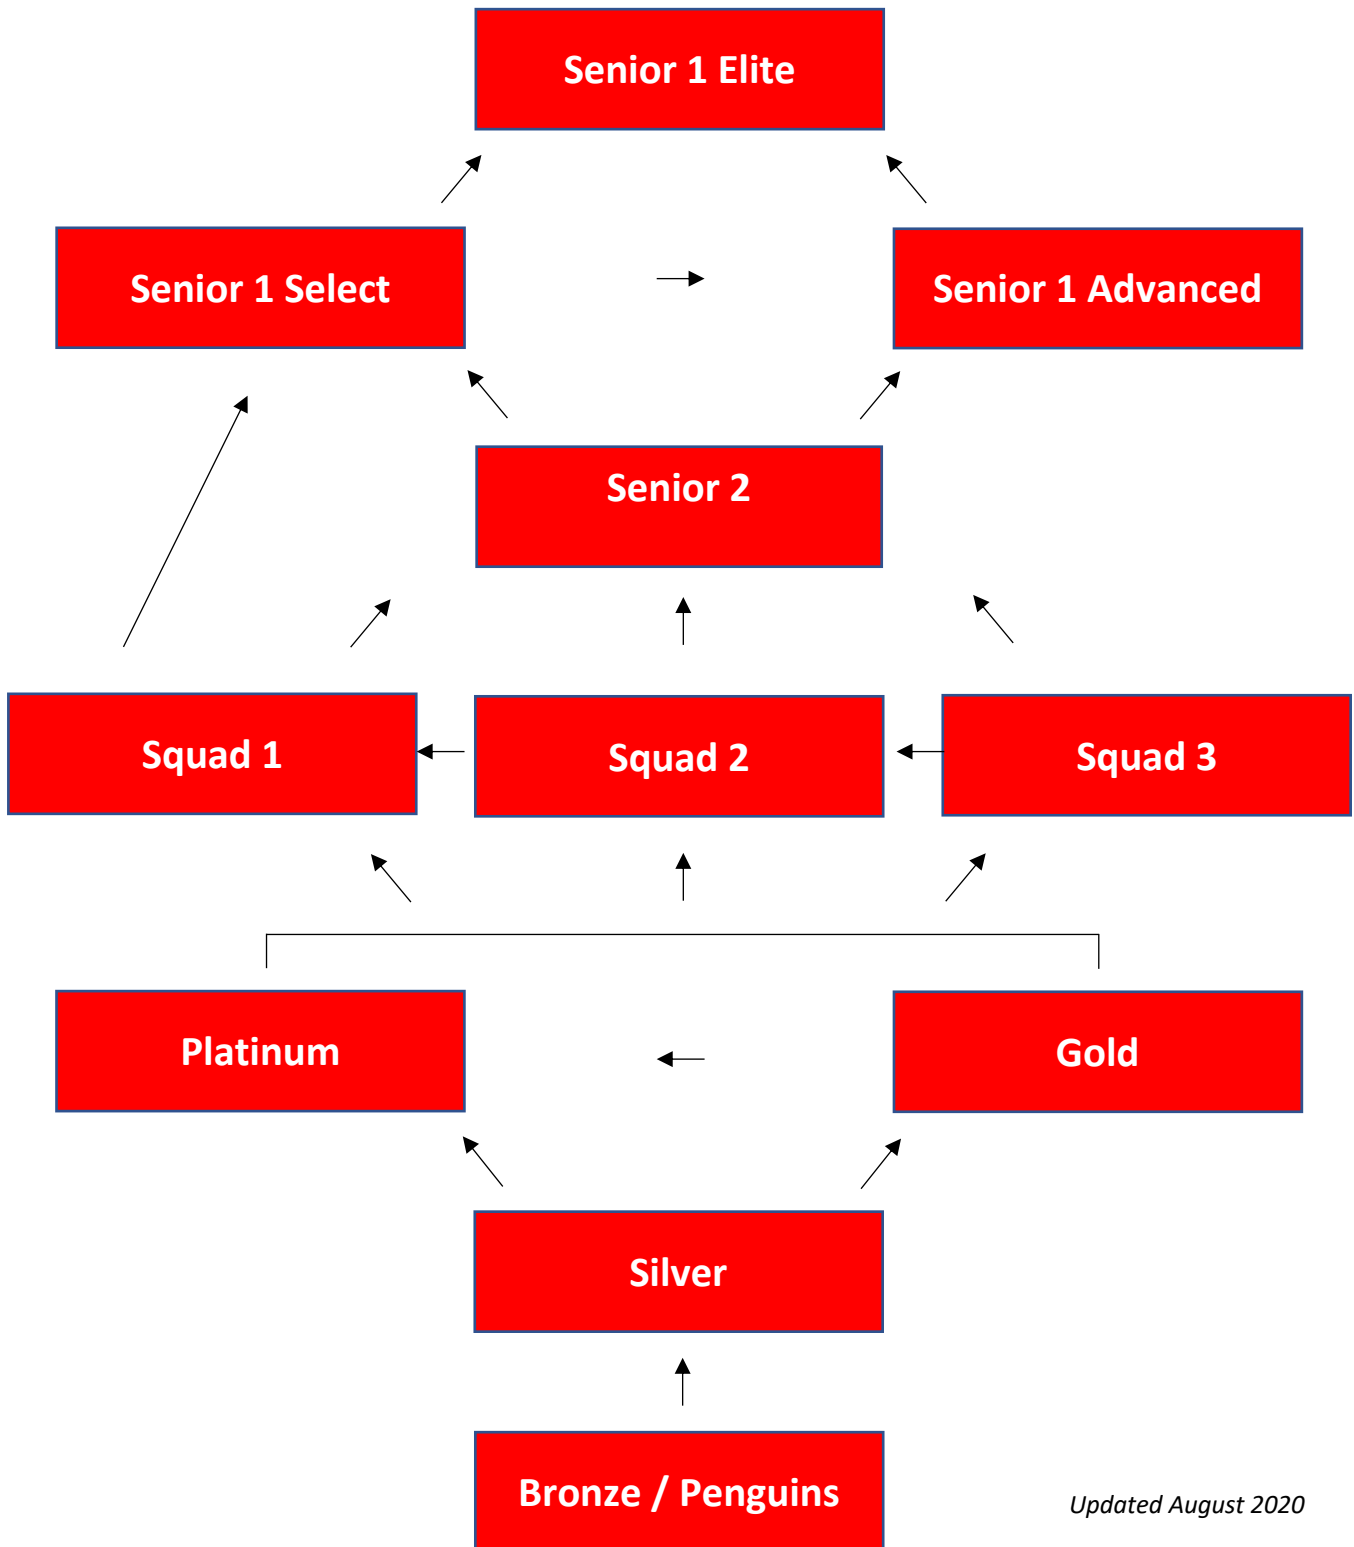 Senior 1 Elite
Senior 1 Select
Senior 1 Advanced
Senior 2
Squad 1
Squad 2
Squad 3
Platinum
Gold
Silver
Bronze / Penguins
Updated August 2020